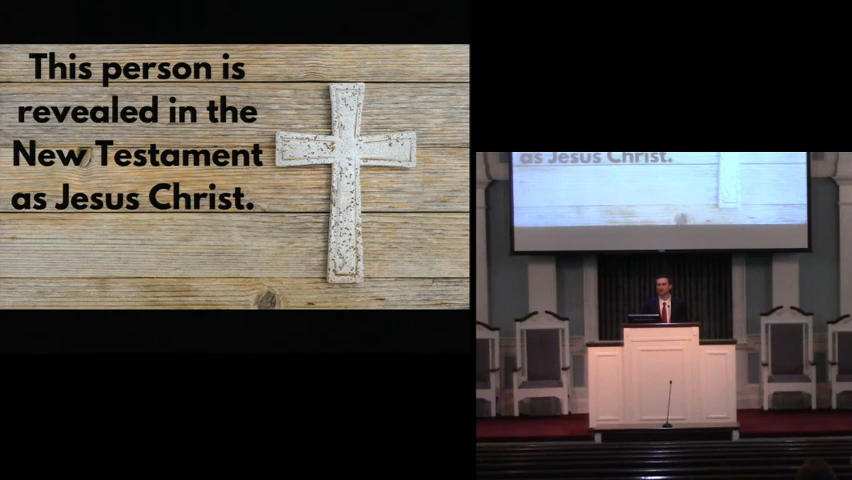 This person is
revealed in the
New Testament
as Jesus Christ.
as Jesus Christ.